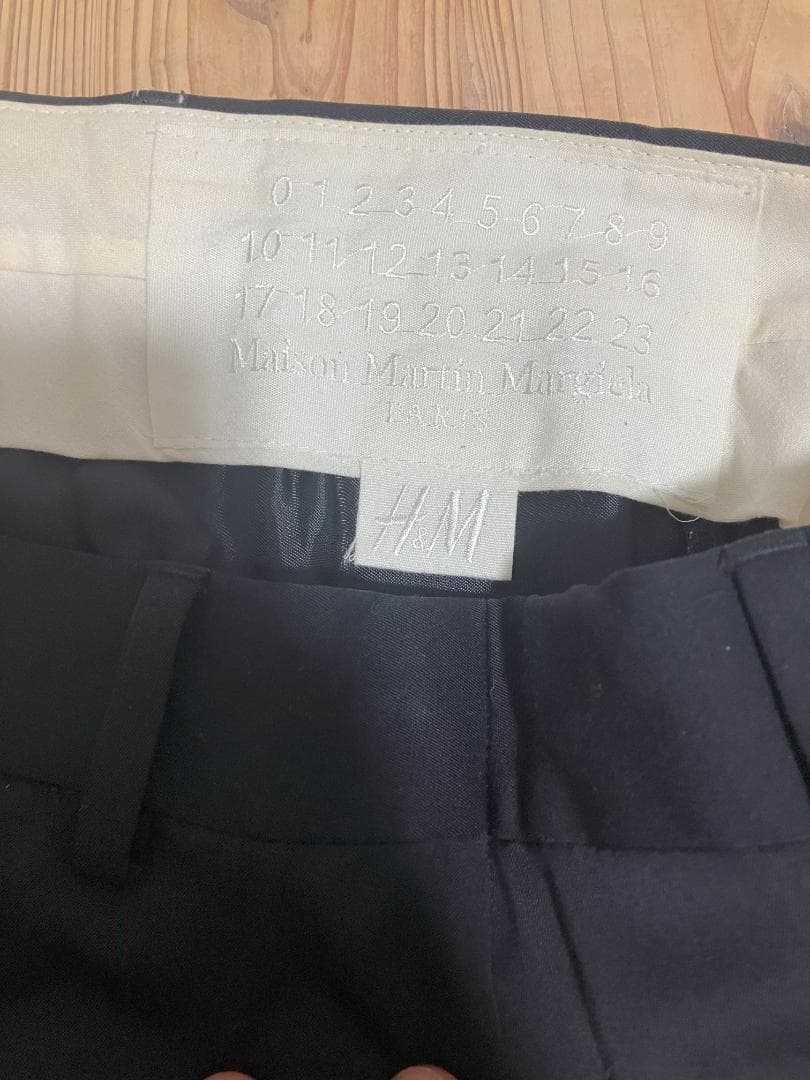 0 1 2 3 4 5 6 7 8 9
10 11 12 13 14 15 16
17 18 19 20 21 22 23
Maison Martin Margiela
PARIS
H&M